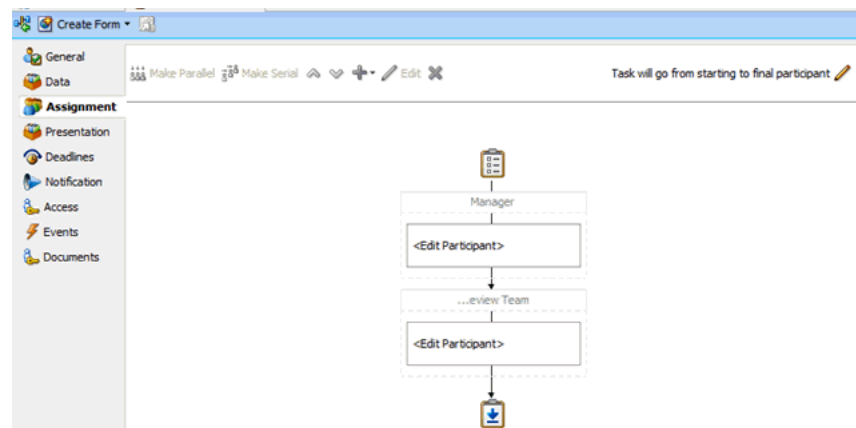 Create Form
General
Data
Assignment
Presentation
Deadlines
Notification
Access
Events
Documents
Make Parallel Make Serial Edit
Task will go from starting to final participant
Manager
<Edit Participant>
...eview Team
<Edit Participant>